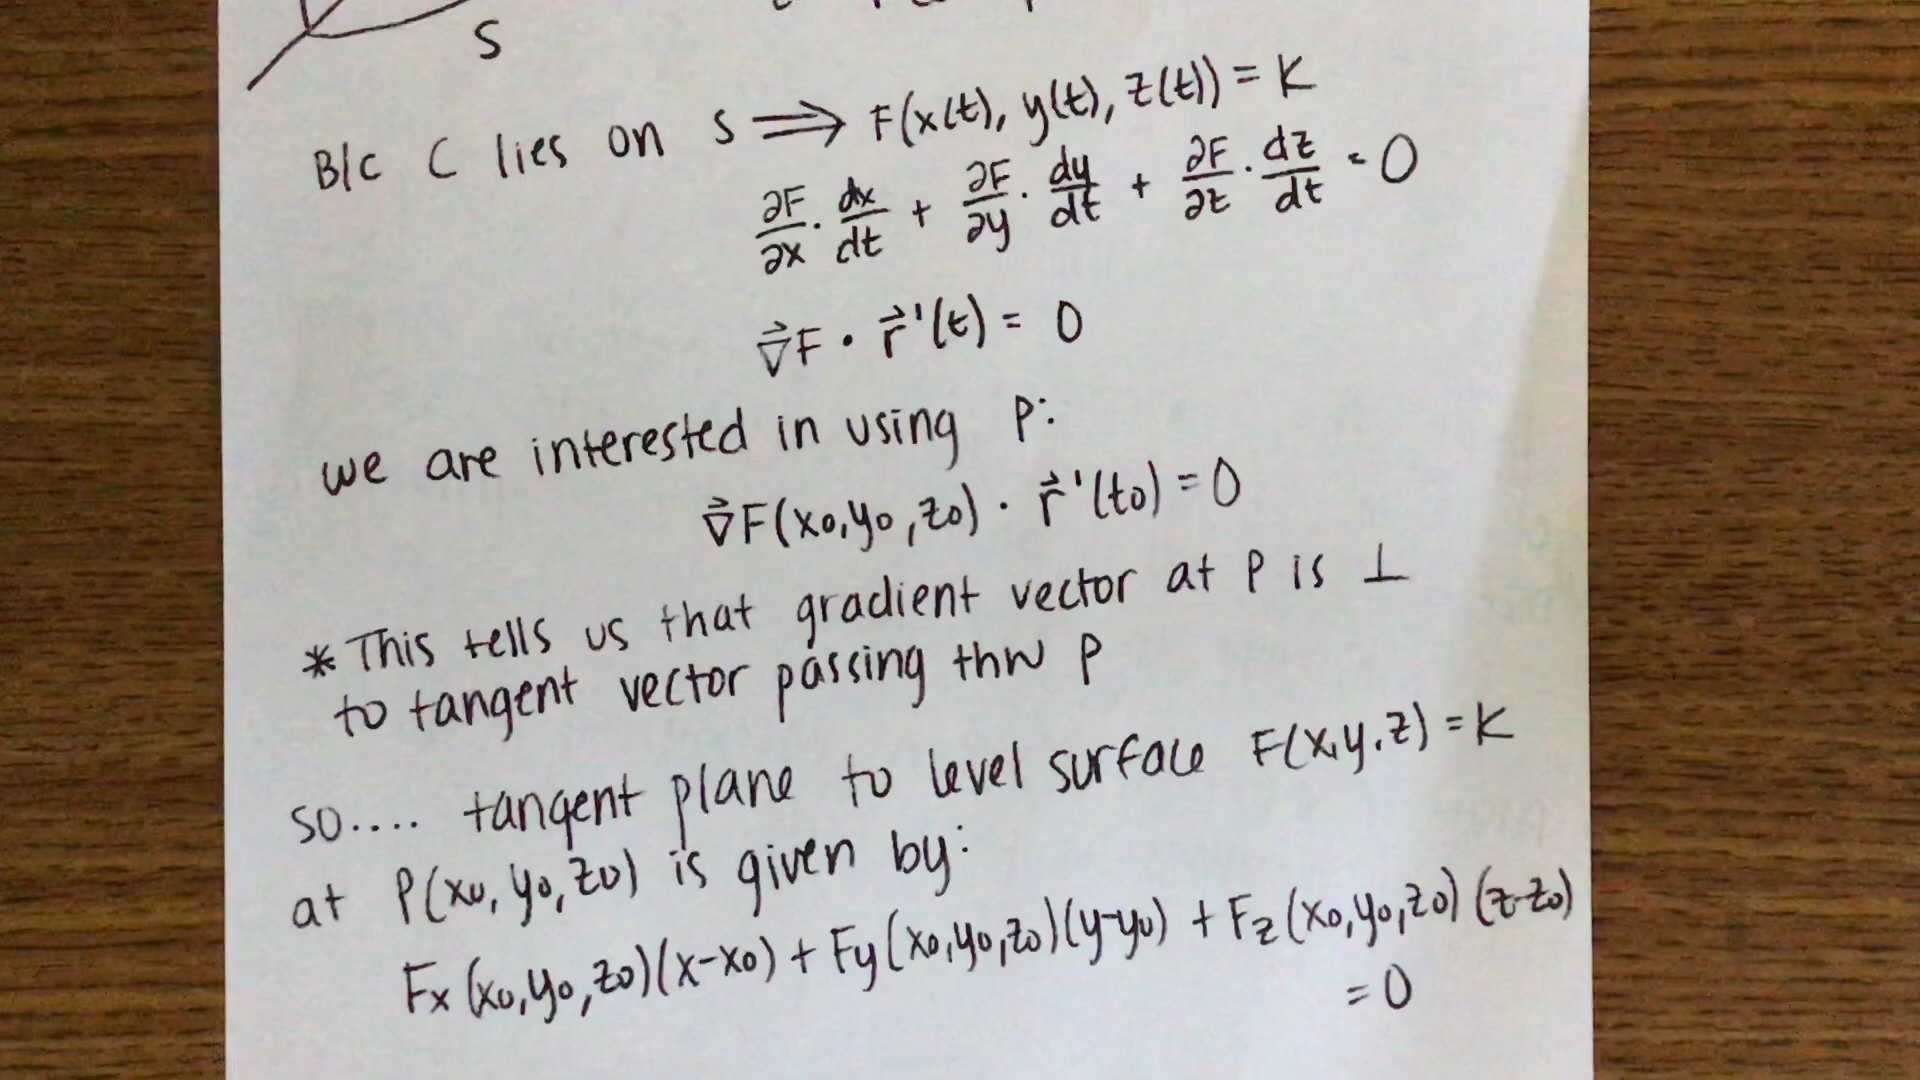 S
B/c C lies on S ⟹ F(x(t), y(t), z(t)) = K
∂F/∂x · dx/dt + ∂F/∂y · dy/dt + ∂F/∂z · dz/dt = 0
∇⃗F · r⃗'(t) = 0
we are interested in using P:
∇⃗F(x₀,y₀,z₀) · r⃗'(t₀) = 0
* This tells us that gradient vector at P is ⊥
to tangent vector passing thru P
so.... tangent plane to level surface F(x,y,z) = K
at P(x₀, y₀, z₀) is given by:
Fx (x₀,y₀,z₀)(x-x₀) + Fy (x₀,y₀,z₀)(y-y₀) + Fz (x₀,y₀,z₀) (z-z₀)
= 0